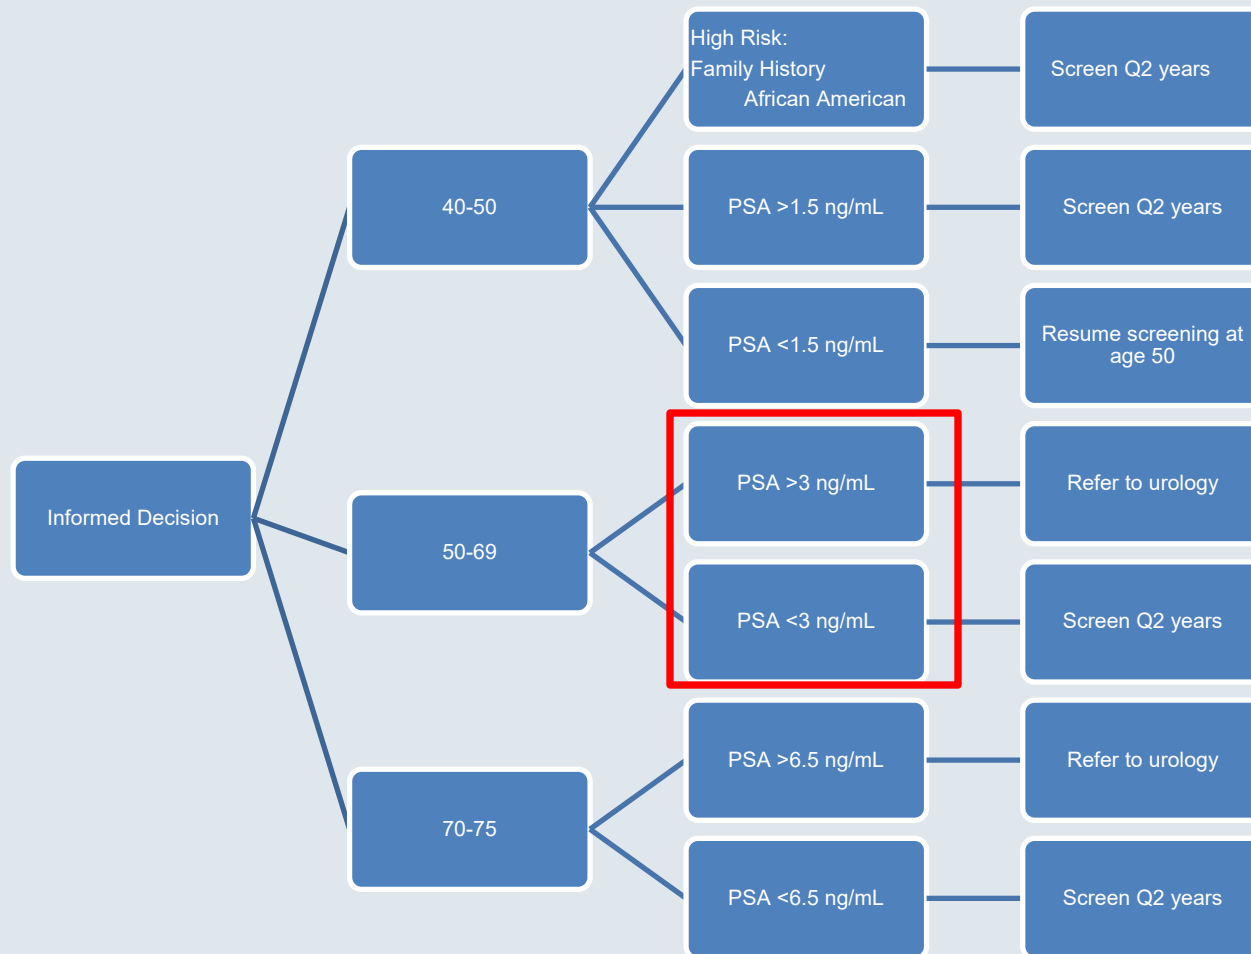 High Risk:
Family History
African American
Screen Q2 years
40-50
PSA >1.5 ng/mL
Screen Q2 years
PSA <1.5 ng/mL
Resume screening at
age 50
Informed Decision
50-69
PSA >3 ng/mL
Refer to urology
PSA <3 ng/mL
Screen Q2 years
70-75
PSA >6.5 ng/mL
Refer to urology
PSA <6.5 ng/mL
Screen Q2 years